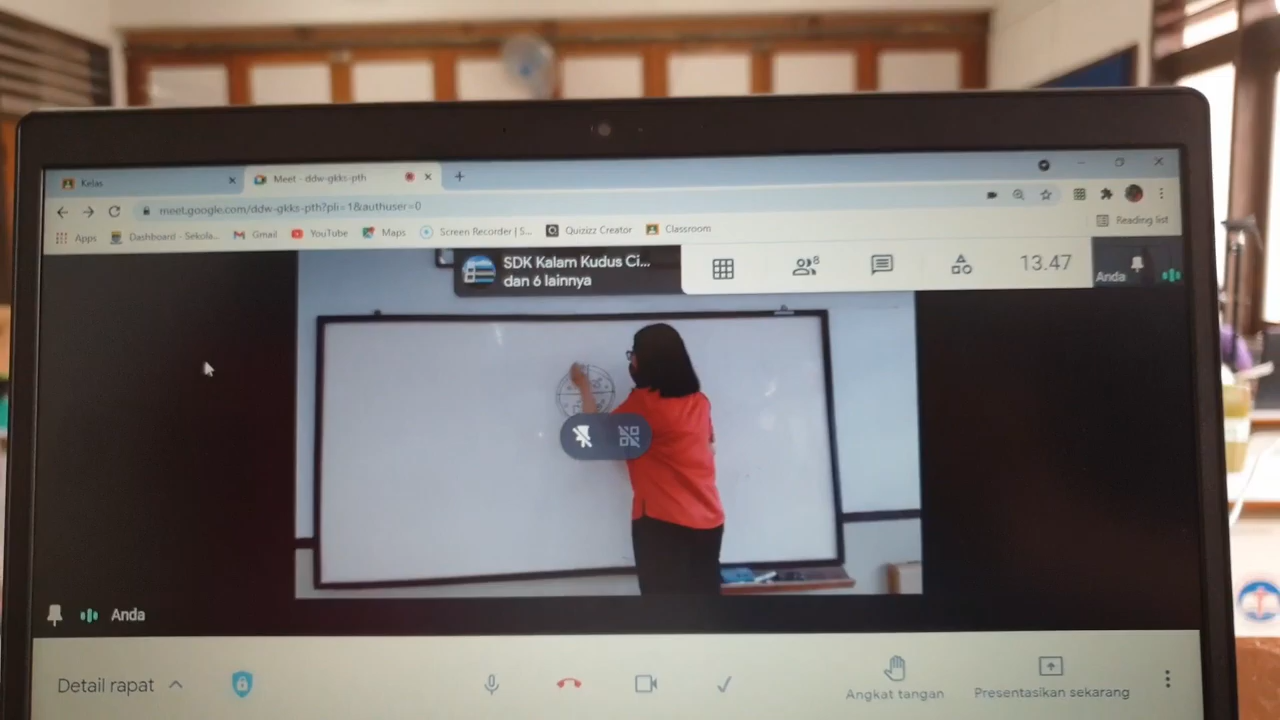 Kelas
Meet - ddw-gkks-pth
meet.google.com/ddw-gkks-pth?pli=1&authuser=0
Reading list
Apps
Dashboard - Sekola...
Gmail
YouTube
Maps
Screen Recorder | S...
Quizizz Creator
Classroom
SDK Kalam Kudus Ci...
dan 6 lainnya
8
13.47
Anda
Anda
Detail rapat
Angkat tangan
Presentasikan sekarang